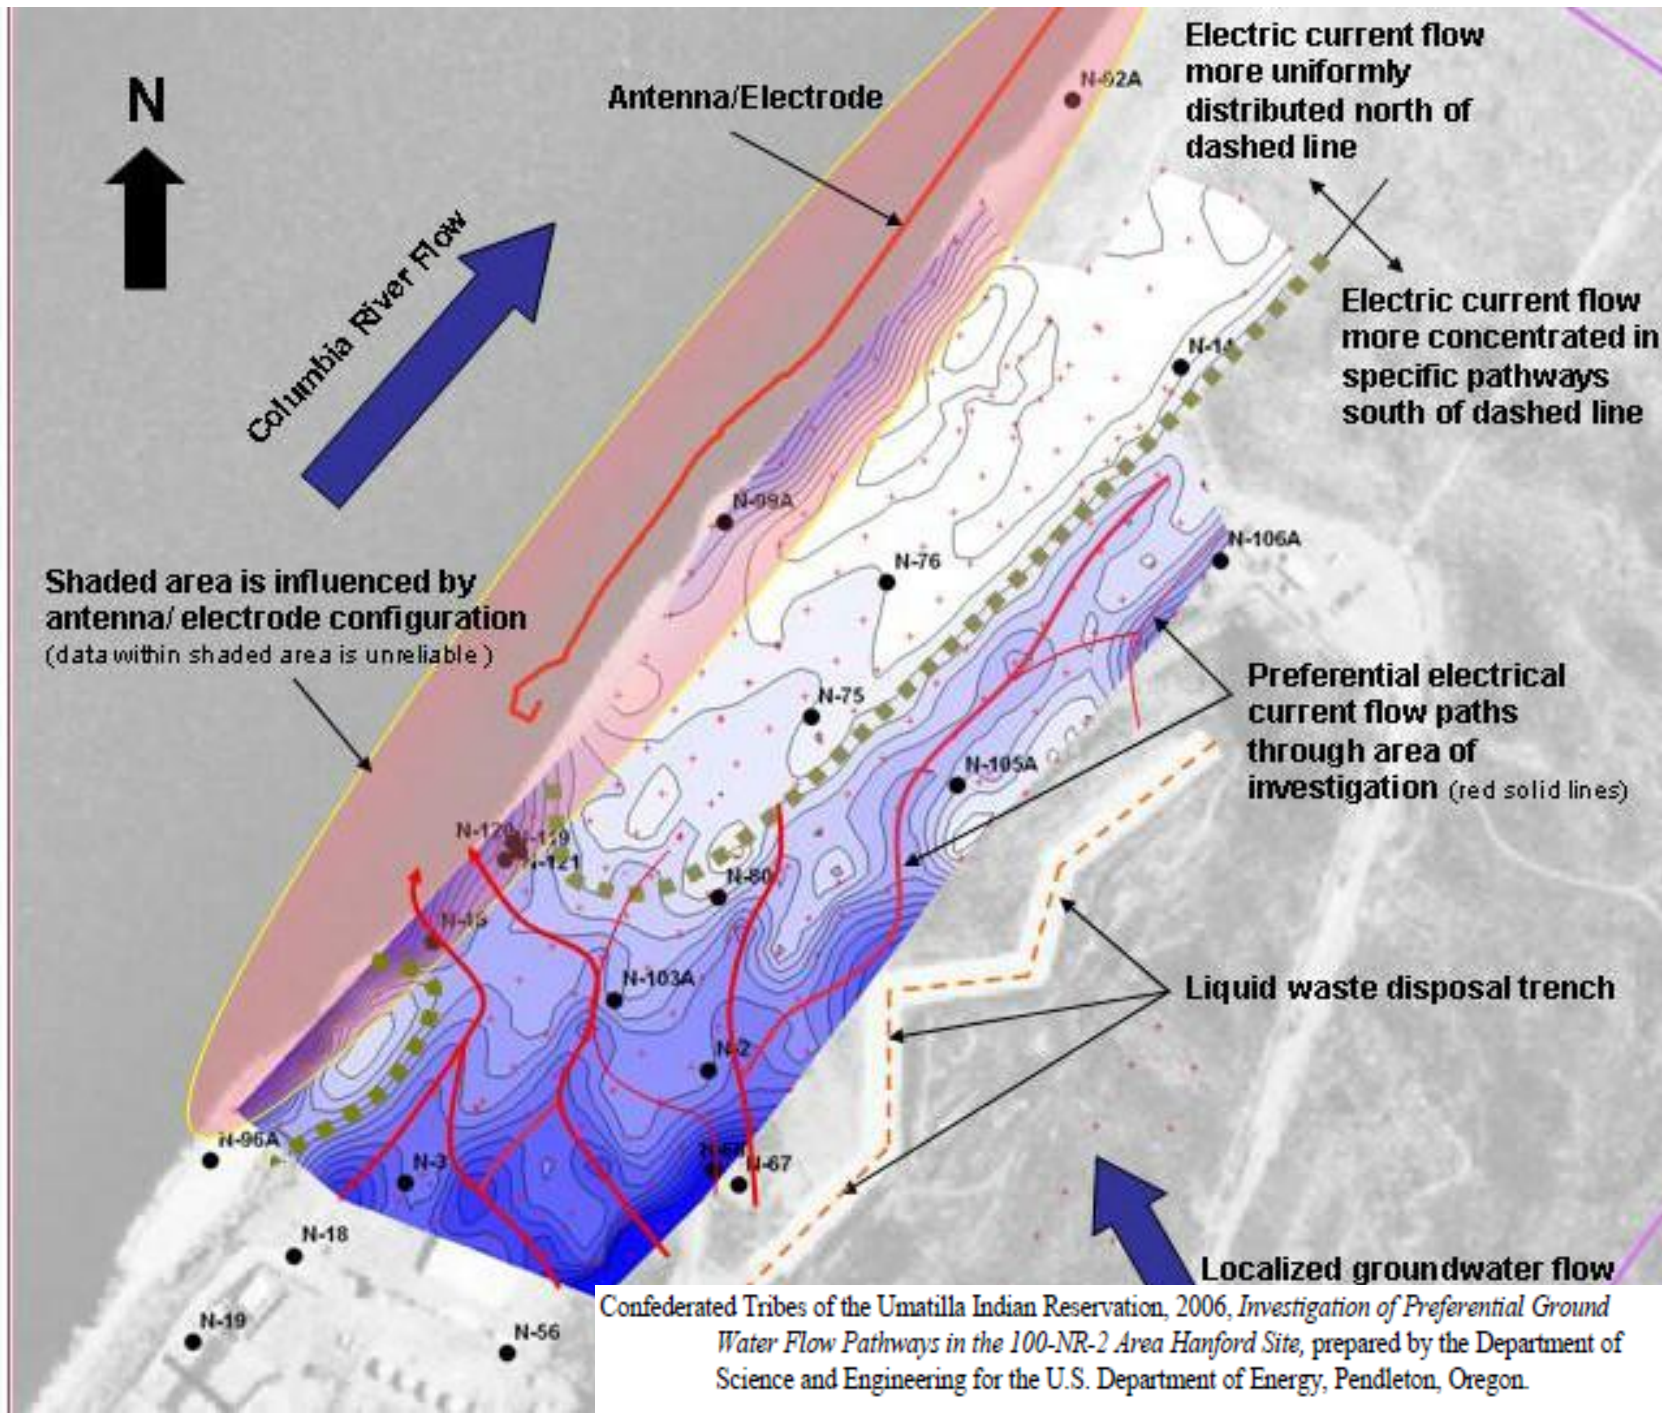 N
Antenna/Electrode
N-92A
Electric current flow
more uniformly
distributed north of
dashed line
Columbia River Flow
Electric current flow
more concentrated in
specific pathways
south of dashed line
N-14
N-99A
N-76
N-106A
Shaded area is influenced by
antenna/ electrode configuration
(data within shaded area is unreliable )
N-75
Preferential electrical
current flow paths
through area of
investigation (red solid lines)
N-105A
N-121
N-80
N-103A
Liquid waste disposal trench
N-2
N-96A
N-3
N-67
N-18
N-19
N-56
Localized groundwater flow
Confederated Tribes of the Umatilla Indian Reservation, 2006, Investigation of Preferential Ground
Water Flow Pathways in the 100-NR-2 Area Hanford Site, prepared by the Department of
Science and Engineering for the U.S. Department of Energy, Pendleton, Oregon.